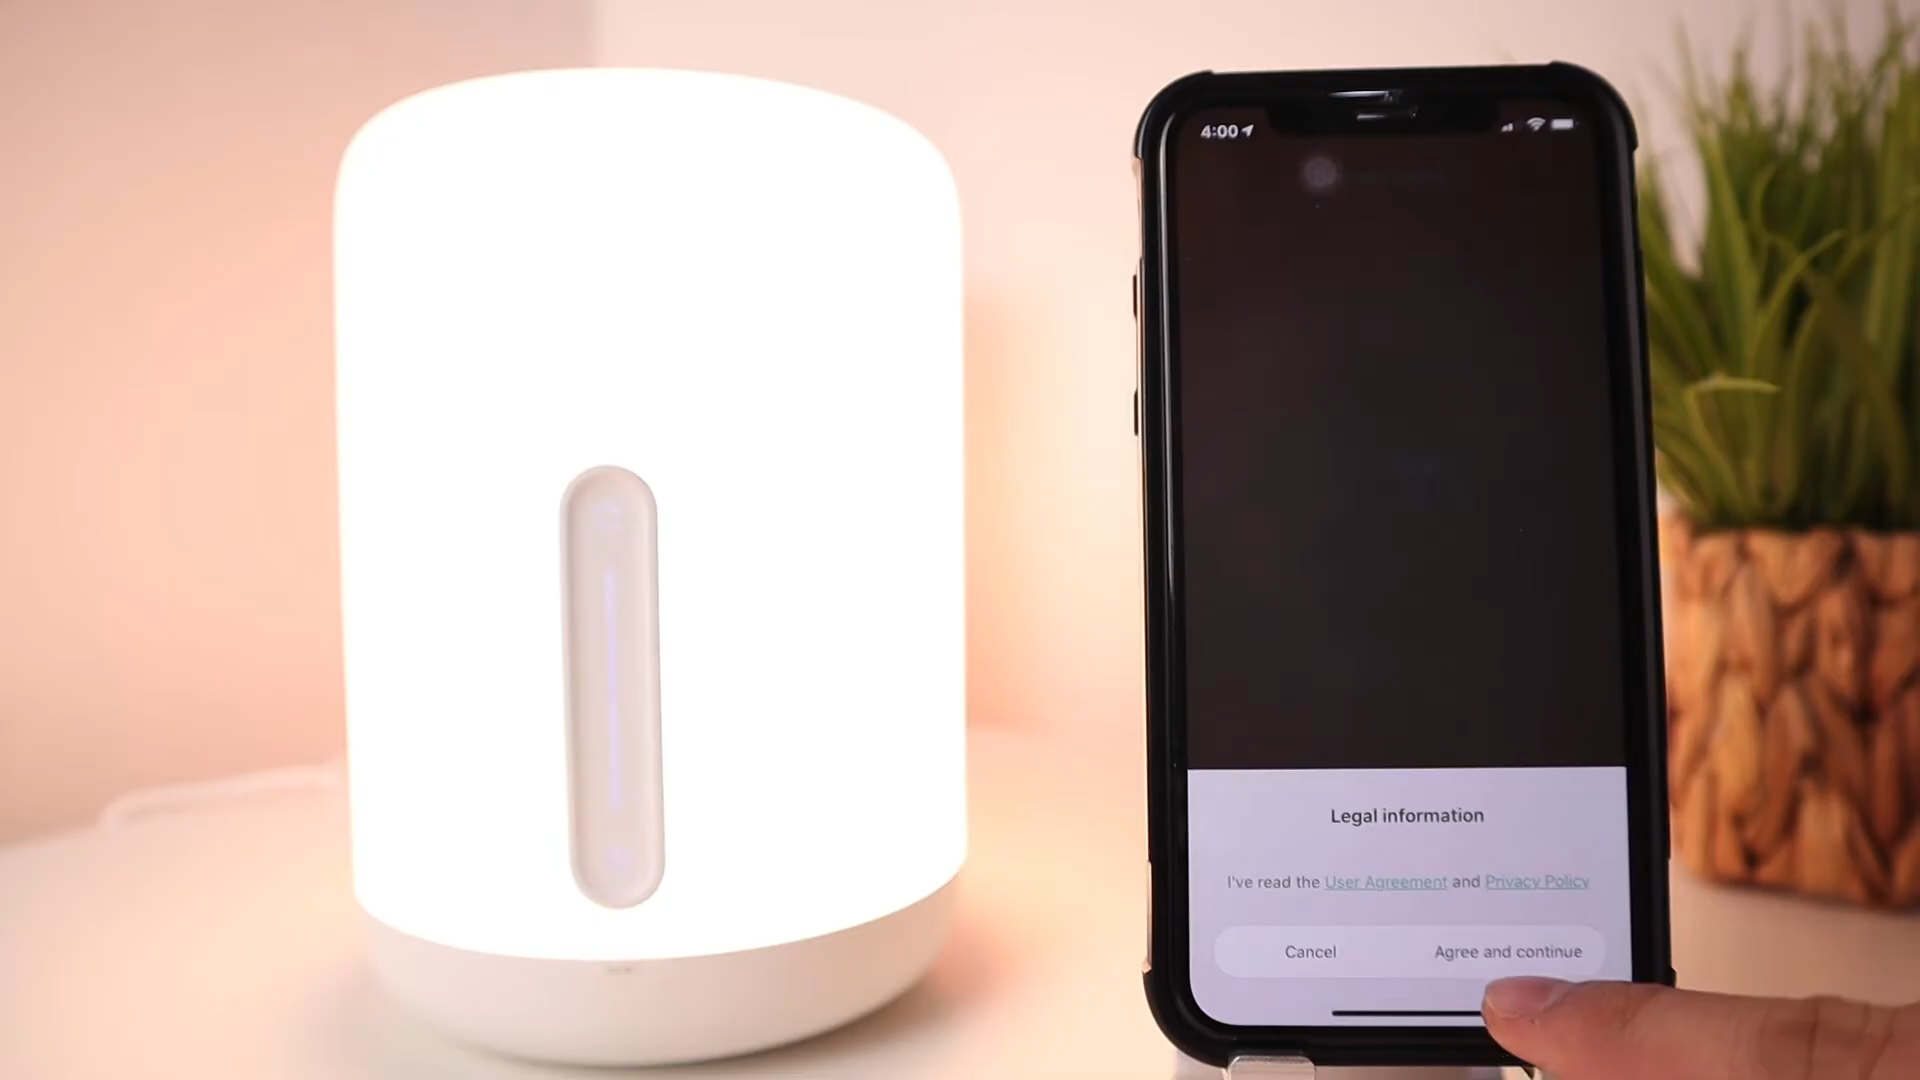 4:00
Legal information
I've read the User Agreement and Privacy Policy
Cancel
Agree and continue